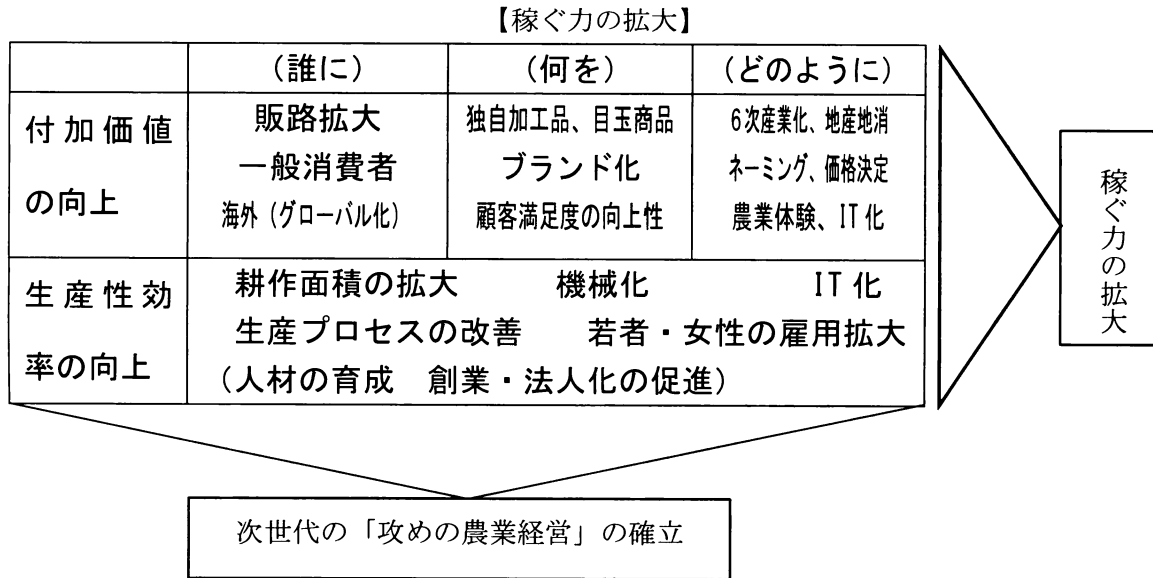 【稼ぐ力の拡大】
(誰に) (何を) (どのように)
付加価値の向上
販路拡大
一般消費者
海外(グローバル化)
独自加工品、目玉商品
ブランド化
顧客満足度の向上性
6次産業化、地産地消
ネーミング、価格決定
農業体験、IT化
生産性効率の向上
耕作面積の拡大 機械化 IT化
生産プロセスの改善 若者・女性の雇用拡大
(人材の育成 創業・法人化の促進)
稼ぐ力の拡大
次世代の「攻めの農業経営」の確立